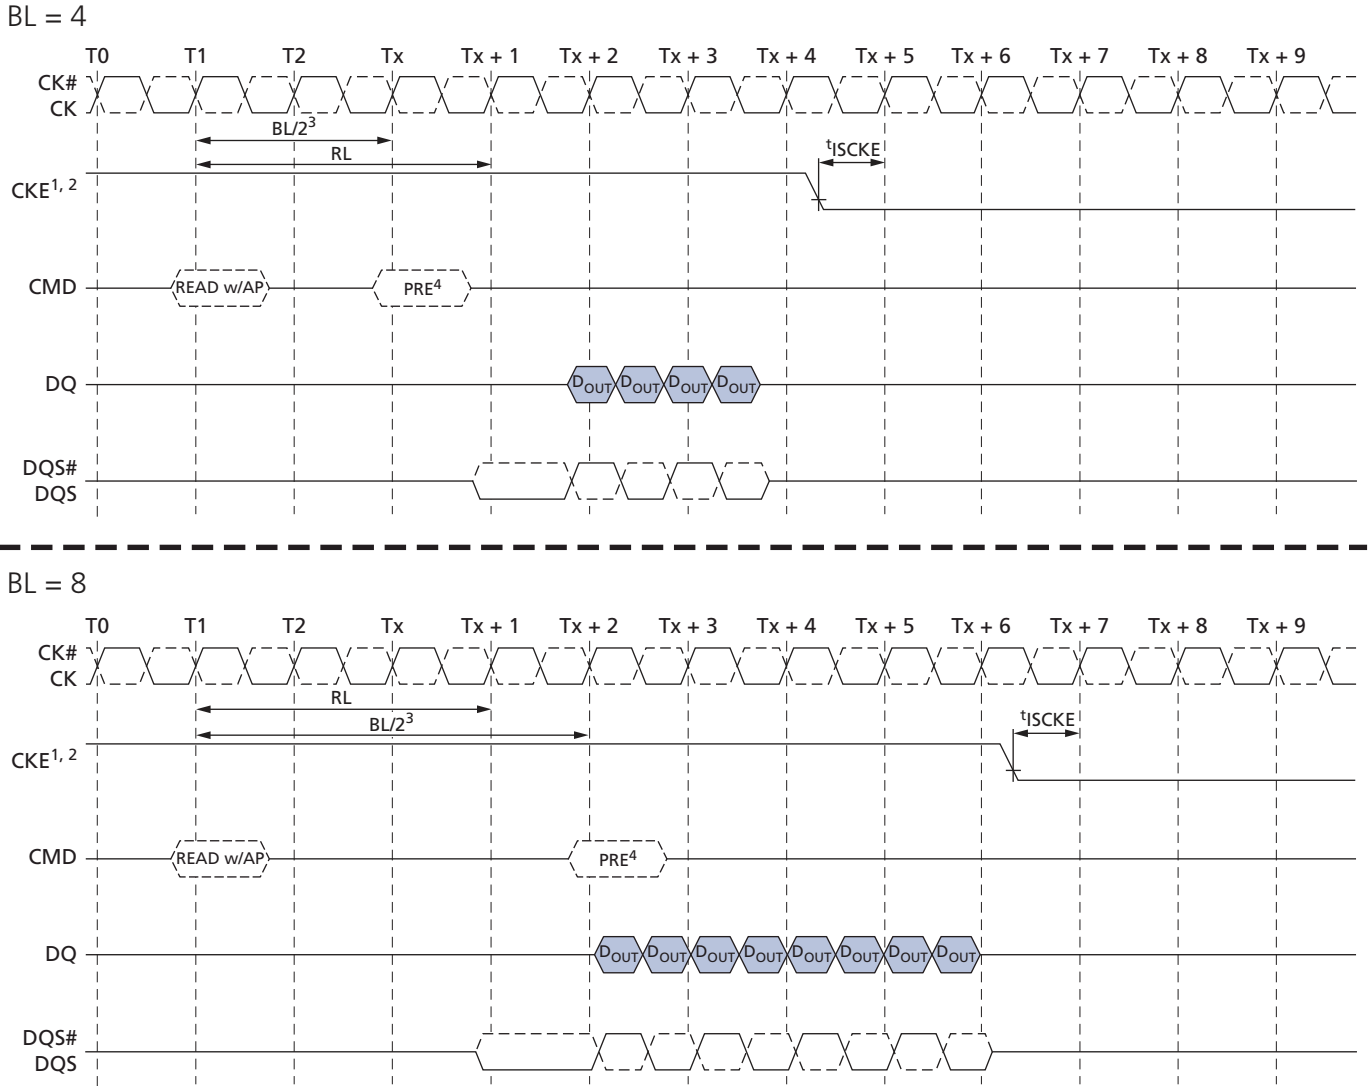 BL = 4
T0 T1 T2 Tx Tx + 1 Tx + 2 Tx + 3 Tx + 4 Tx + 5 Tx + 6 Tx + 7 Tx + 8 Tx + 9
CK#
CK
BL/2³
RL
tISCKE
CKE1, 2
CMD READ w/AP PRE⁴
DQ DOUT DOUT DOUT DOUT
DQS#
DQS
BL = 8
T0 T1 T2 Tx Tx + 1 Tx + 2 Tx + 3 Tx + 4 Tx + 5 Tx + 6 Tx + 7 Tx + 8 Tx + 9
CK#
CK
RL
BL/2³
tISCKE
CKE1, 2
CMD READ w/AP PRE⁴
DQ DOUT DOUT DOUT DOUT DOUT DOUT DOUT DOUT
DQS#
DQS